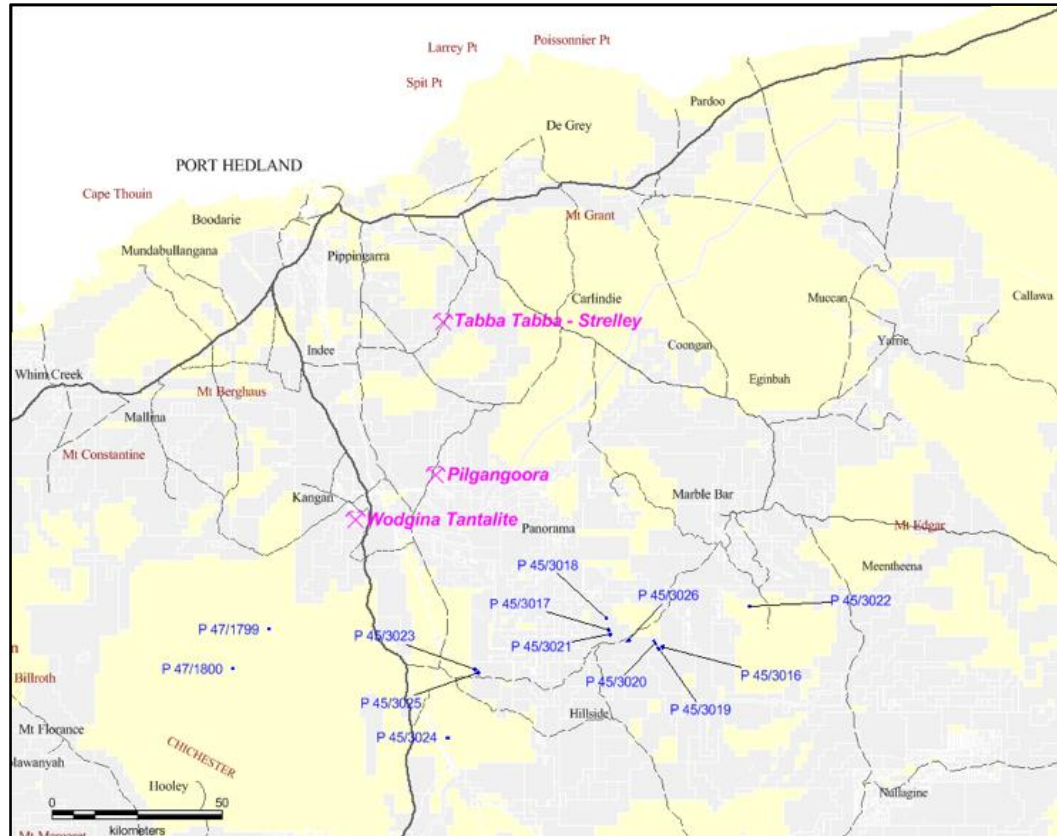 Larrey Pt
Poissonnier Pt
Spit Pt
Pardoo
De Grey
PORT HEDLAND
Cape Thouin
Boodarie
Mt Grant
Mundabullangana
Pippingarra
Carlindie
Muccan
Callawa
Tabba Tabba - Strelley
Coongan
Yarrie
Indee
Whim Creek
Eginbah
Mt Berghaus
Mallina
Mt Constantine
Pilgangoora
Kangan
Marble Bar
Wodgina Tantalite
Panorama
Mt Edgar
P 45/3018
Meentheena
P 45/3026
P 45/3017
P 45/3022
P 47/1799
P 45/3023
P 45/3021
P 47/1800
P 45/3016
Billroth
P 45/3020
P 45/3025
P 45/3019
Hillside
Mt Florance
P 45/3024
CHICHESTER
lawanyah
Hooley
Nullagine
0 50
kilometers
Mt Margaret